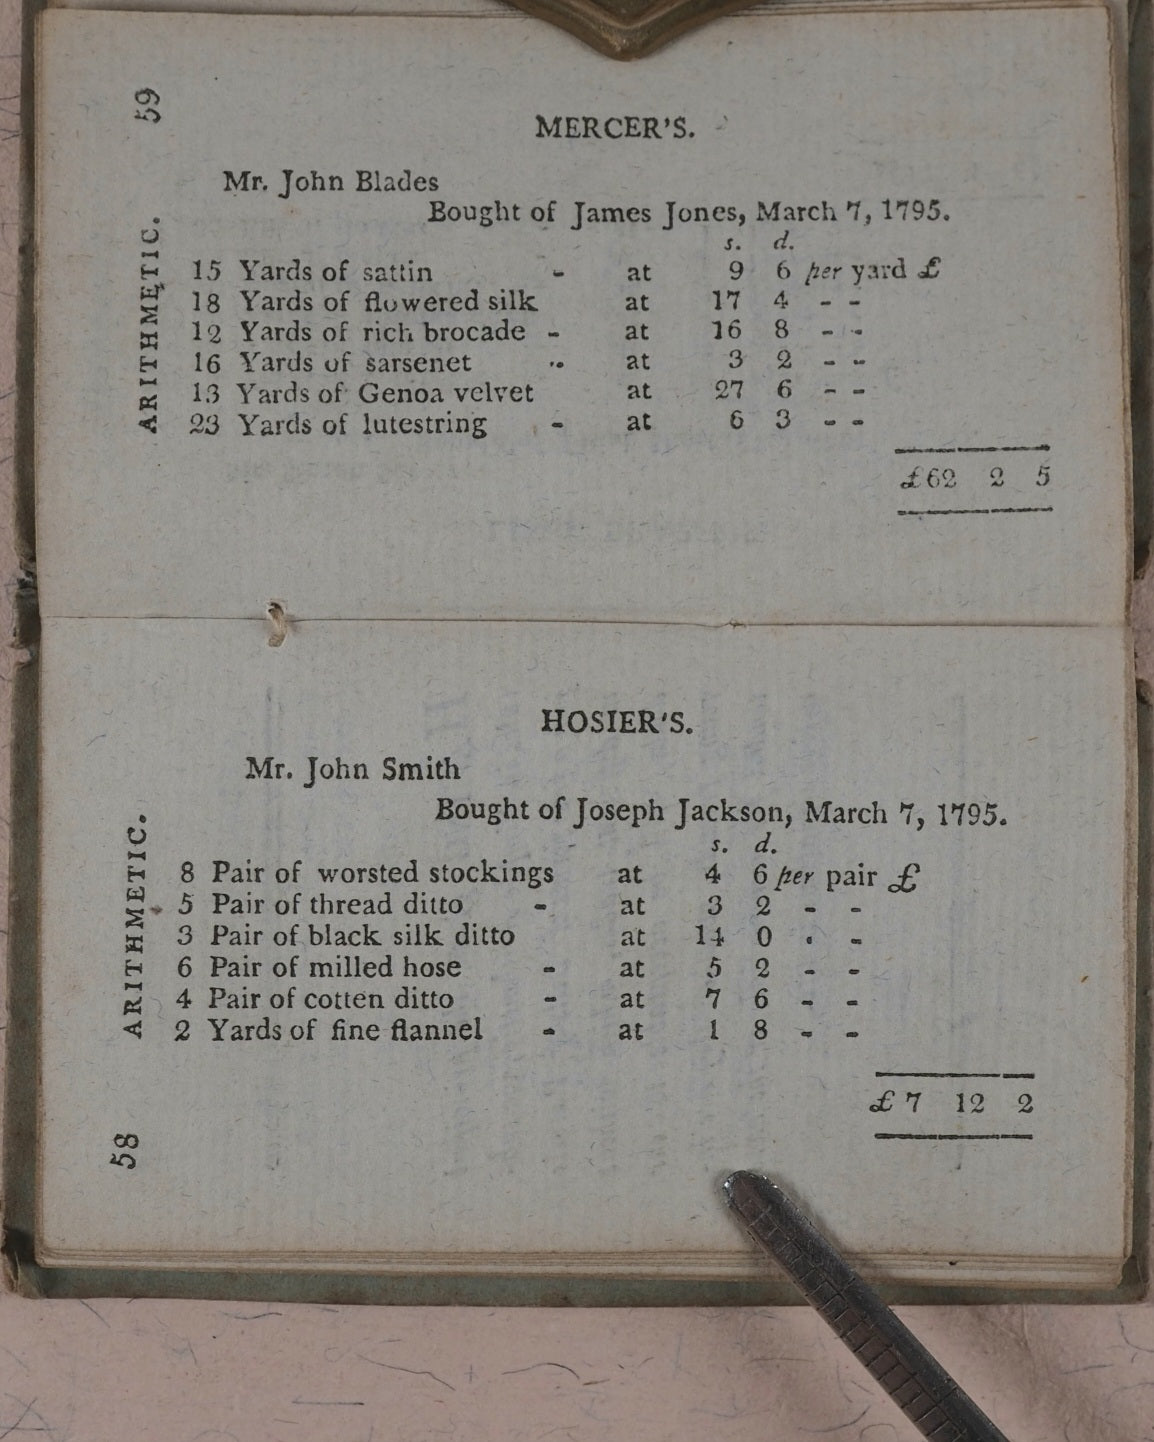 59
ARITHMETIC.
MERCER'S.
Mr. John Blades
Bought of James Jones, March 7, 1795.
s. d.
15 Yards of sattin - at 9 6 per yard £
18 Yards of flowered silk at 17 4 - -
12 Yards of rich brocade - at 16 8 - -
16 Yards of sarsenet - at 3 2 - -
13 Yards of Genoa velvet at 27 6 - -
23 Yards of lutestring - at 6 3 - -
£62 2 5
58
ARITHMETIC.
HOSIER'S.
Mr. John Smith
Bought of Joseph Jackson, March 7, 1795.
s. d.
8 Pair of worsted stockings at 4 6 per pair £
5 Pair of thread ditto - at 3 2 - -
3 Pair of black silk ditto at 14 0 - -
6 Pair of milled hose - at 5 2 - -
4 Pair of cotten ditto - at 7 6 - -
2 Yards of fine flannel - at 1 8 - -
£7 12 2